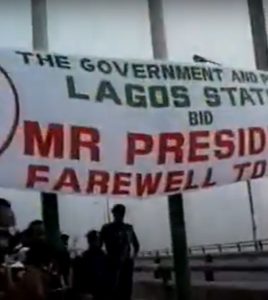 THE GOVERNMENT AND
LAGOS STAT
BID
MR PRESID
FAREWELL TO